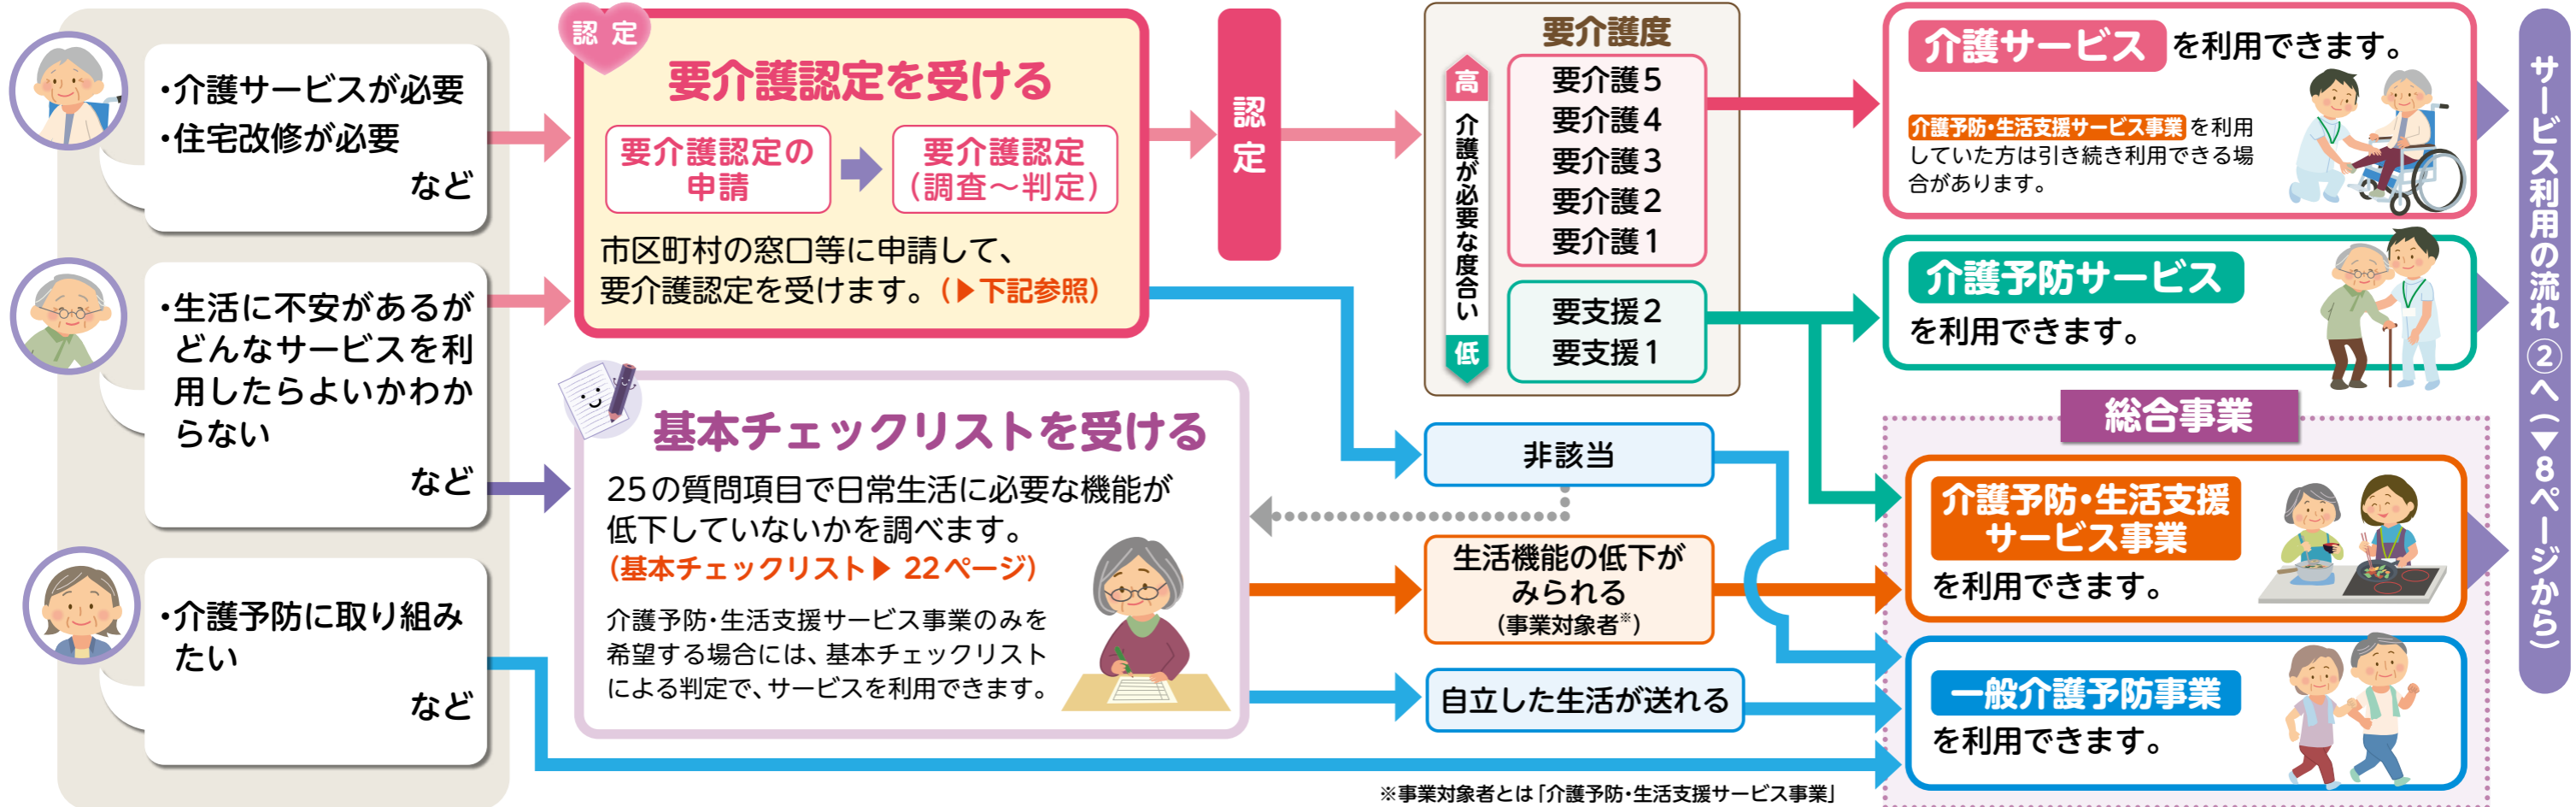 ・介護サービスが必要
・住宅改修が必要
など
・生活に不安があるが
どんなサービスを利
用したらよいかわか
らない
など
・介護予防に取り組み
たい
など
認定
要介護認定を受ける
要介護認定の
申請
要介護認定
(調査～判定)
市区町村の窓口等に申請して、
要介護認定を受けます。(▶下記参照)
基本チェックリストを受ける
25の質問項目で日常生活に必要な機能が
低下していないかを調べます。
(基本チェックリスト▶ 22ページ)
介護予防・生活支援サービス事業のみを
希望する場合には、基本チェックリスト
による判定で、サービスを利用できます。
認定
要介護度
高
介護が必要な度合い
低
要介護5
要介護4
要介護3
要介護2
要介護1
要支援2
要支援1
非該当
生活機能の低下が
みられる
(事業対象者※)
自立した生活が送れる
※事業対象者とは「介護予防・生活支援サービス事業」
介護サービス を利用できます。
介護予防・生活支援サービス事業を利用
していた方は引き続き利用できる場
合があります。
介護予防サービス
を利用できます。
総合事業
介護予防・生活支援
サービス事業
を利用できます。
一般介護予防事業
を利用できます。
サービス利用の流れ②へ(▼8ページから)